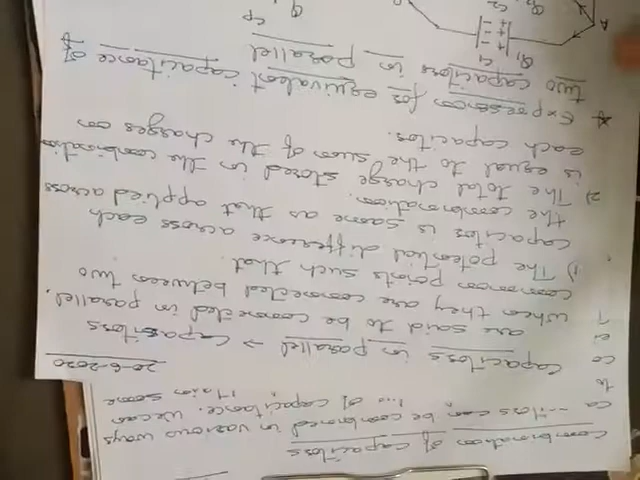 Combination of capacitors
can be combined in various ways
of capacitance. We can
some
20-6-2020
Capacitors in parallel → Capacitors
are said to be connected in parallel.
when they are connected between two
common points such that
1) The potential difference across each
capacitor is same as that applied across
the combination.
2) The total charge stored in the combination
is equal to the sum of the charges on
each capacitor.
* Expression for equivalent capacitance of
two capacitors in parallel
Q1 C1
A